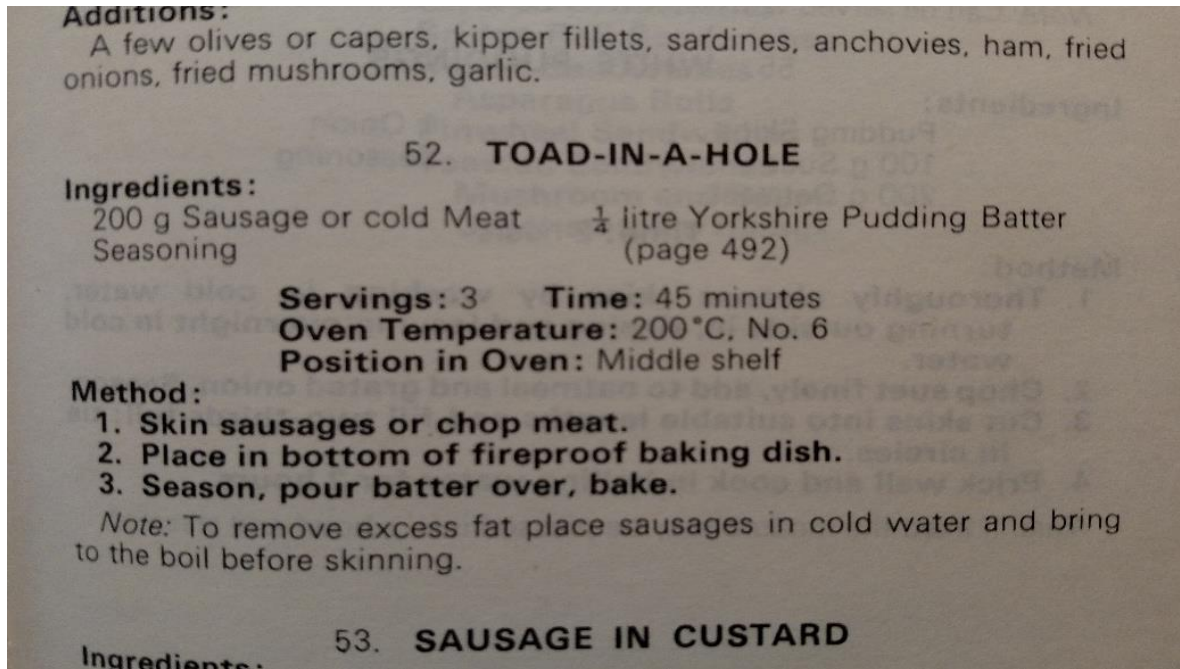 Additions:
A few olives or capers, kipper fillets, sardines, anchovies, ham, fried
onions, fried mushrooms, garlic.
52. TOAD-IN-A-HOLE
Ingredients:
200 g Sausage or cold Meat ¼ litre Yorkshire Pudding Batter
Seasoning (page 492)
Servings: 3 Time: 45 minutes
Oven Temperature: 200°C, No. 6
Position in Oven: Middle shelf
Method:
1. Skin sausages or chop meat.
2. Place in bottom of fireproof baking dish.
3. Season, pour batter over, bake.
Note: To remove excess fat place sausages in cold water and bring
to the boil before skinning.
53. SAUSAGE IN CUSTARD
Ingredients: